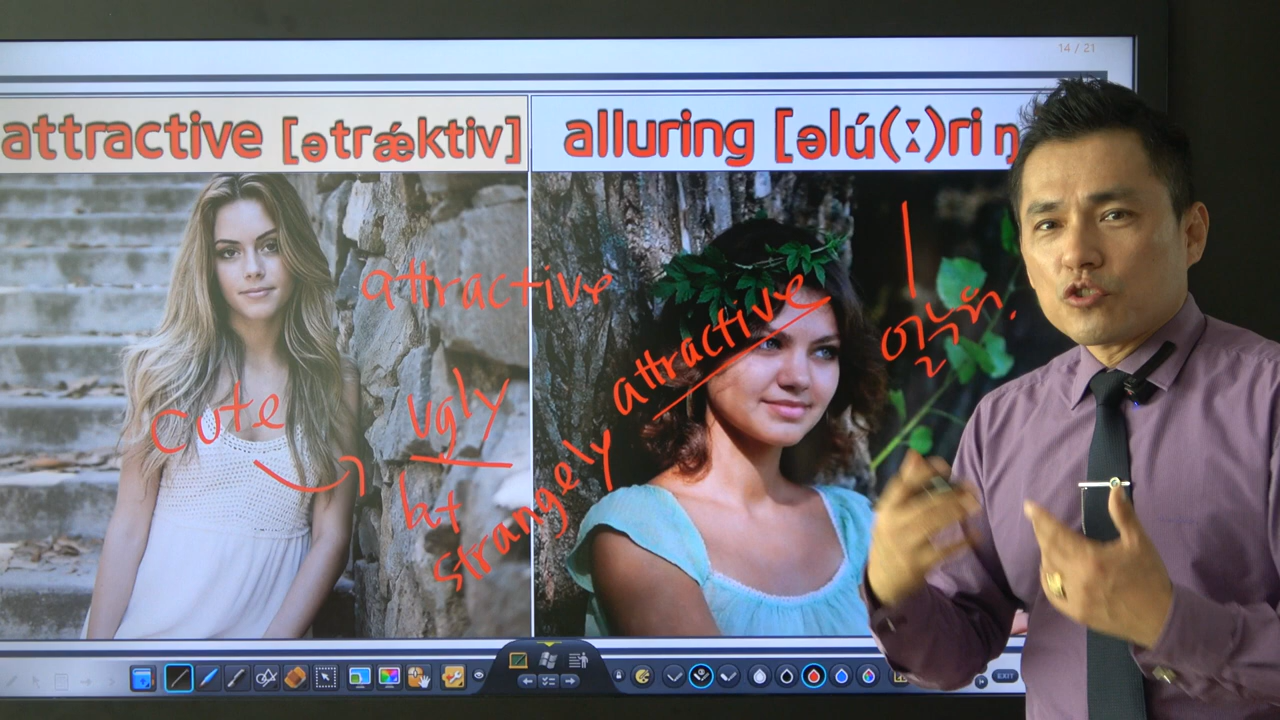 14 / 21
attractive [ətrǽktiv]
alluring [əlú(ː)riŋ
attractive
cute
ugly
but
strangely attractive
EXIT